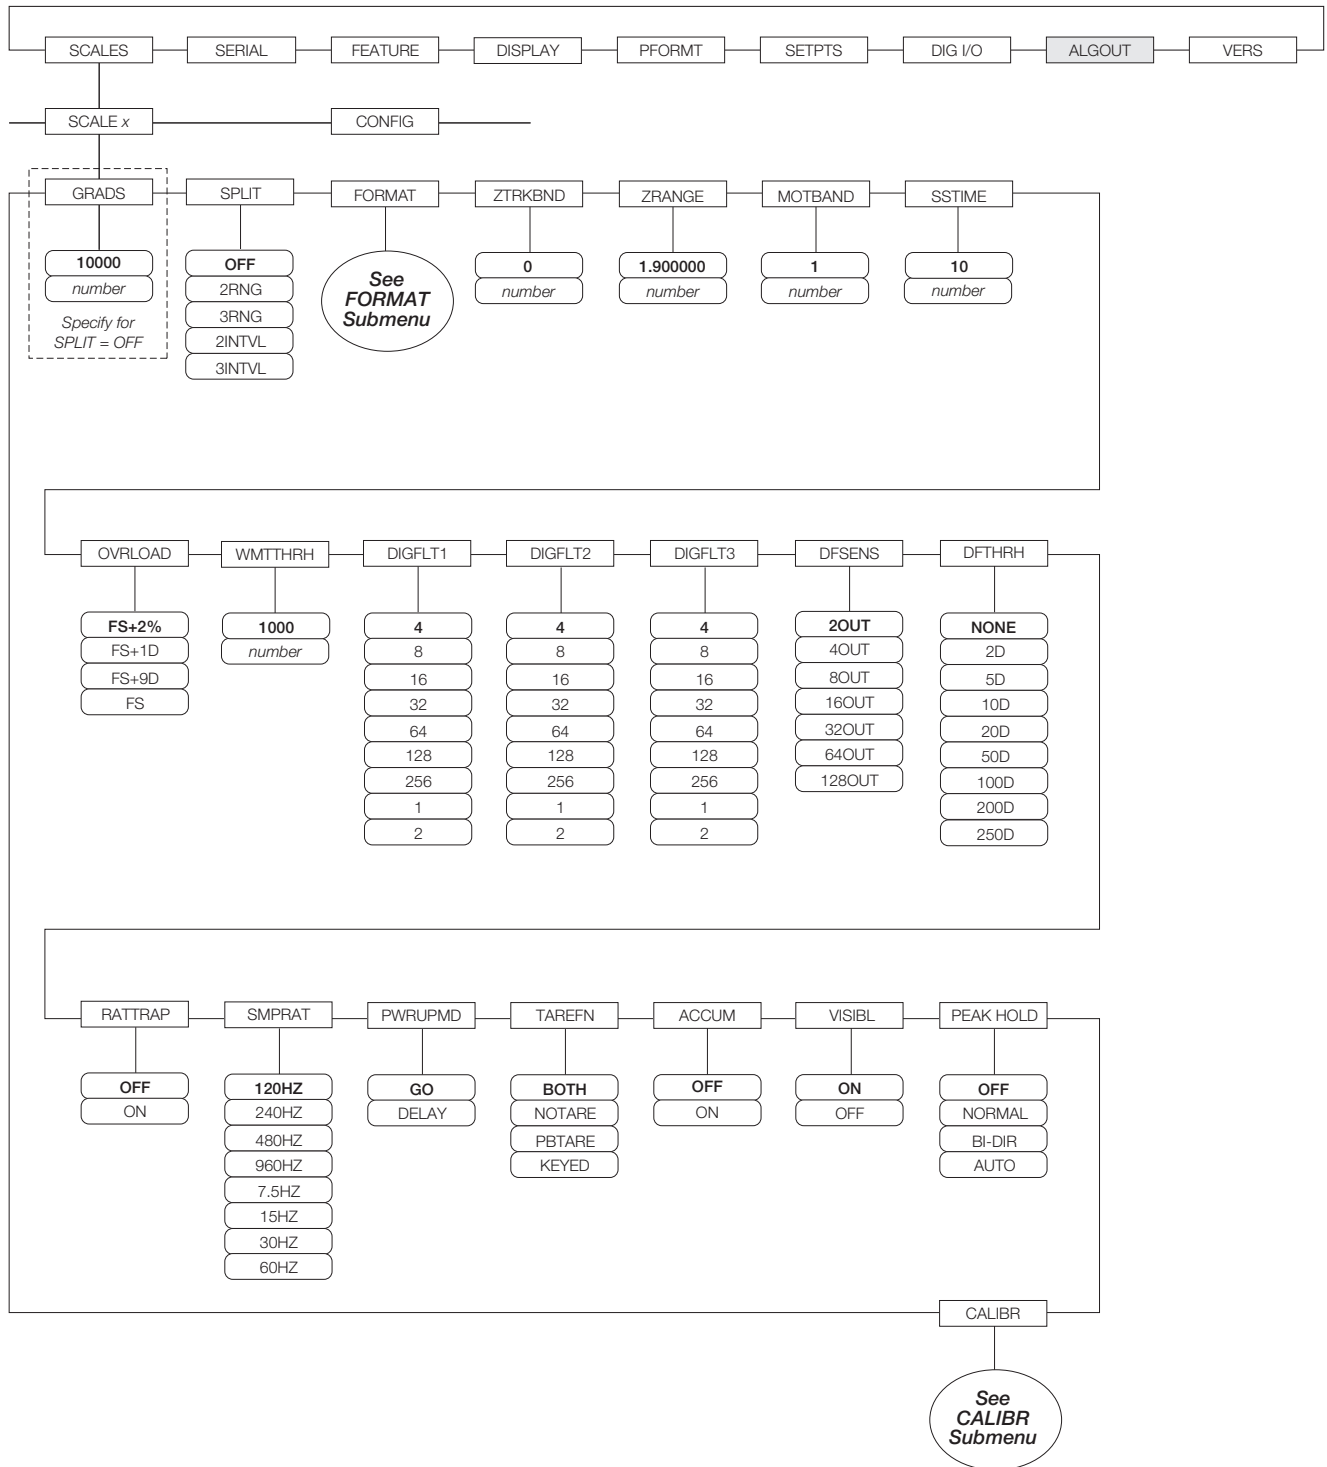 SCALES SERIAL FEATURE DISPLAY PFORMT SETPTS DIG I/O ALGOUT VERS
SCALE x CONFIG
GRADS SPLIT FORMAT ZTRKBND ZRANGE MOTBAND SSTIME
10000
number
Specify for
SPLIT = OFF
OFF
2RNG
3RNG
2INTVL
3INTVL
See
FORMAT
Submenu
0
number
1.900000
number
1
number
10
number
OVRLOAD WMTTHRH DIGFLT1 DIGFLT2 DIGFLT3 DFSENS DFTHRH
FS+2%
FS+1D
FS+9D
FS
1000
number
4
8
16
32
64
128
256
1
2
4
8
16
32
64
128
256
1
2
4
8
16
32
64
128
256
1
2
2OUT
4OUT
8OUT
16OUT
32OUT
64OUT
128OUT
NONE
2D
5D
10D
20D
50D
100D
200D
250D
RATTRAP SMPRAT PWRUPMD TAREFN ACCUM VISIBL PEAK HOLD
OFF
ON
120HZ
240HZ
480HZ
960HZ
7.5HZ
15HZ
30HZ
60HZ
GO
DELAY
BOTH
NOTARE
PBTARE
KEYED
OFF
ON
ON
OFF
OFF
NORMAL
BI-DIR
AUTO
CALIBR
See
CALIBR
Submenu